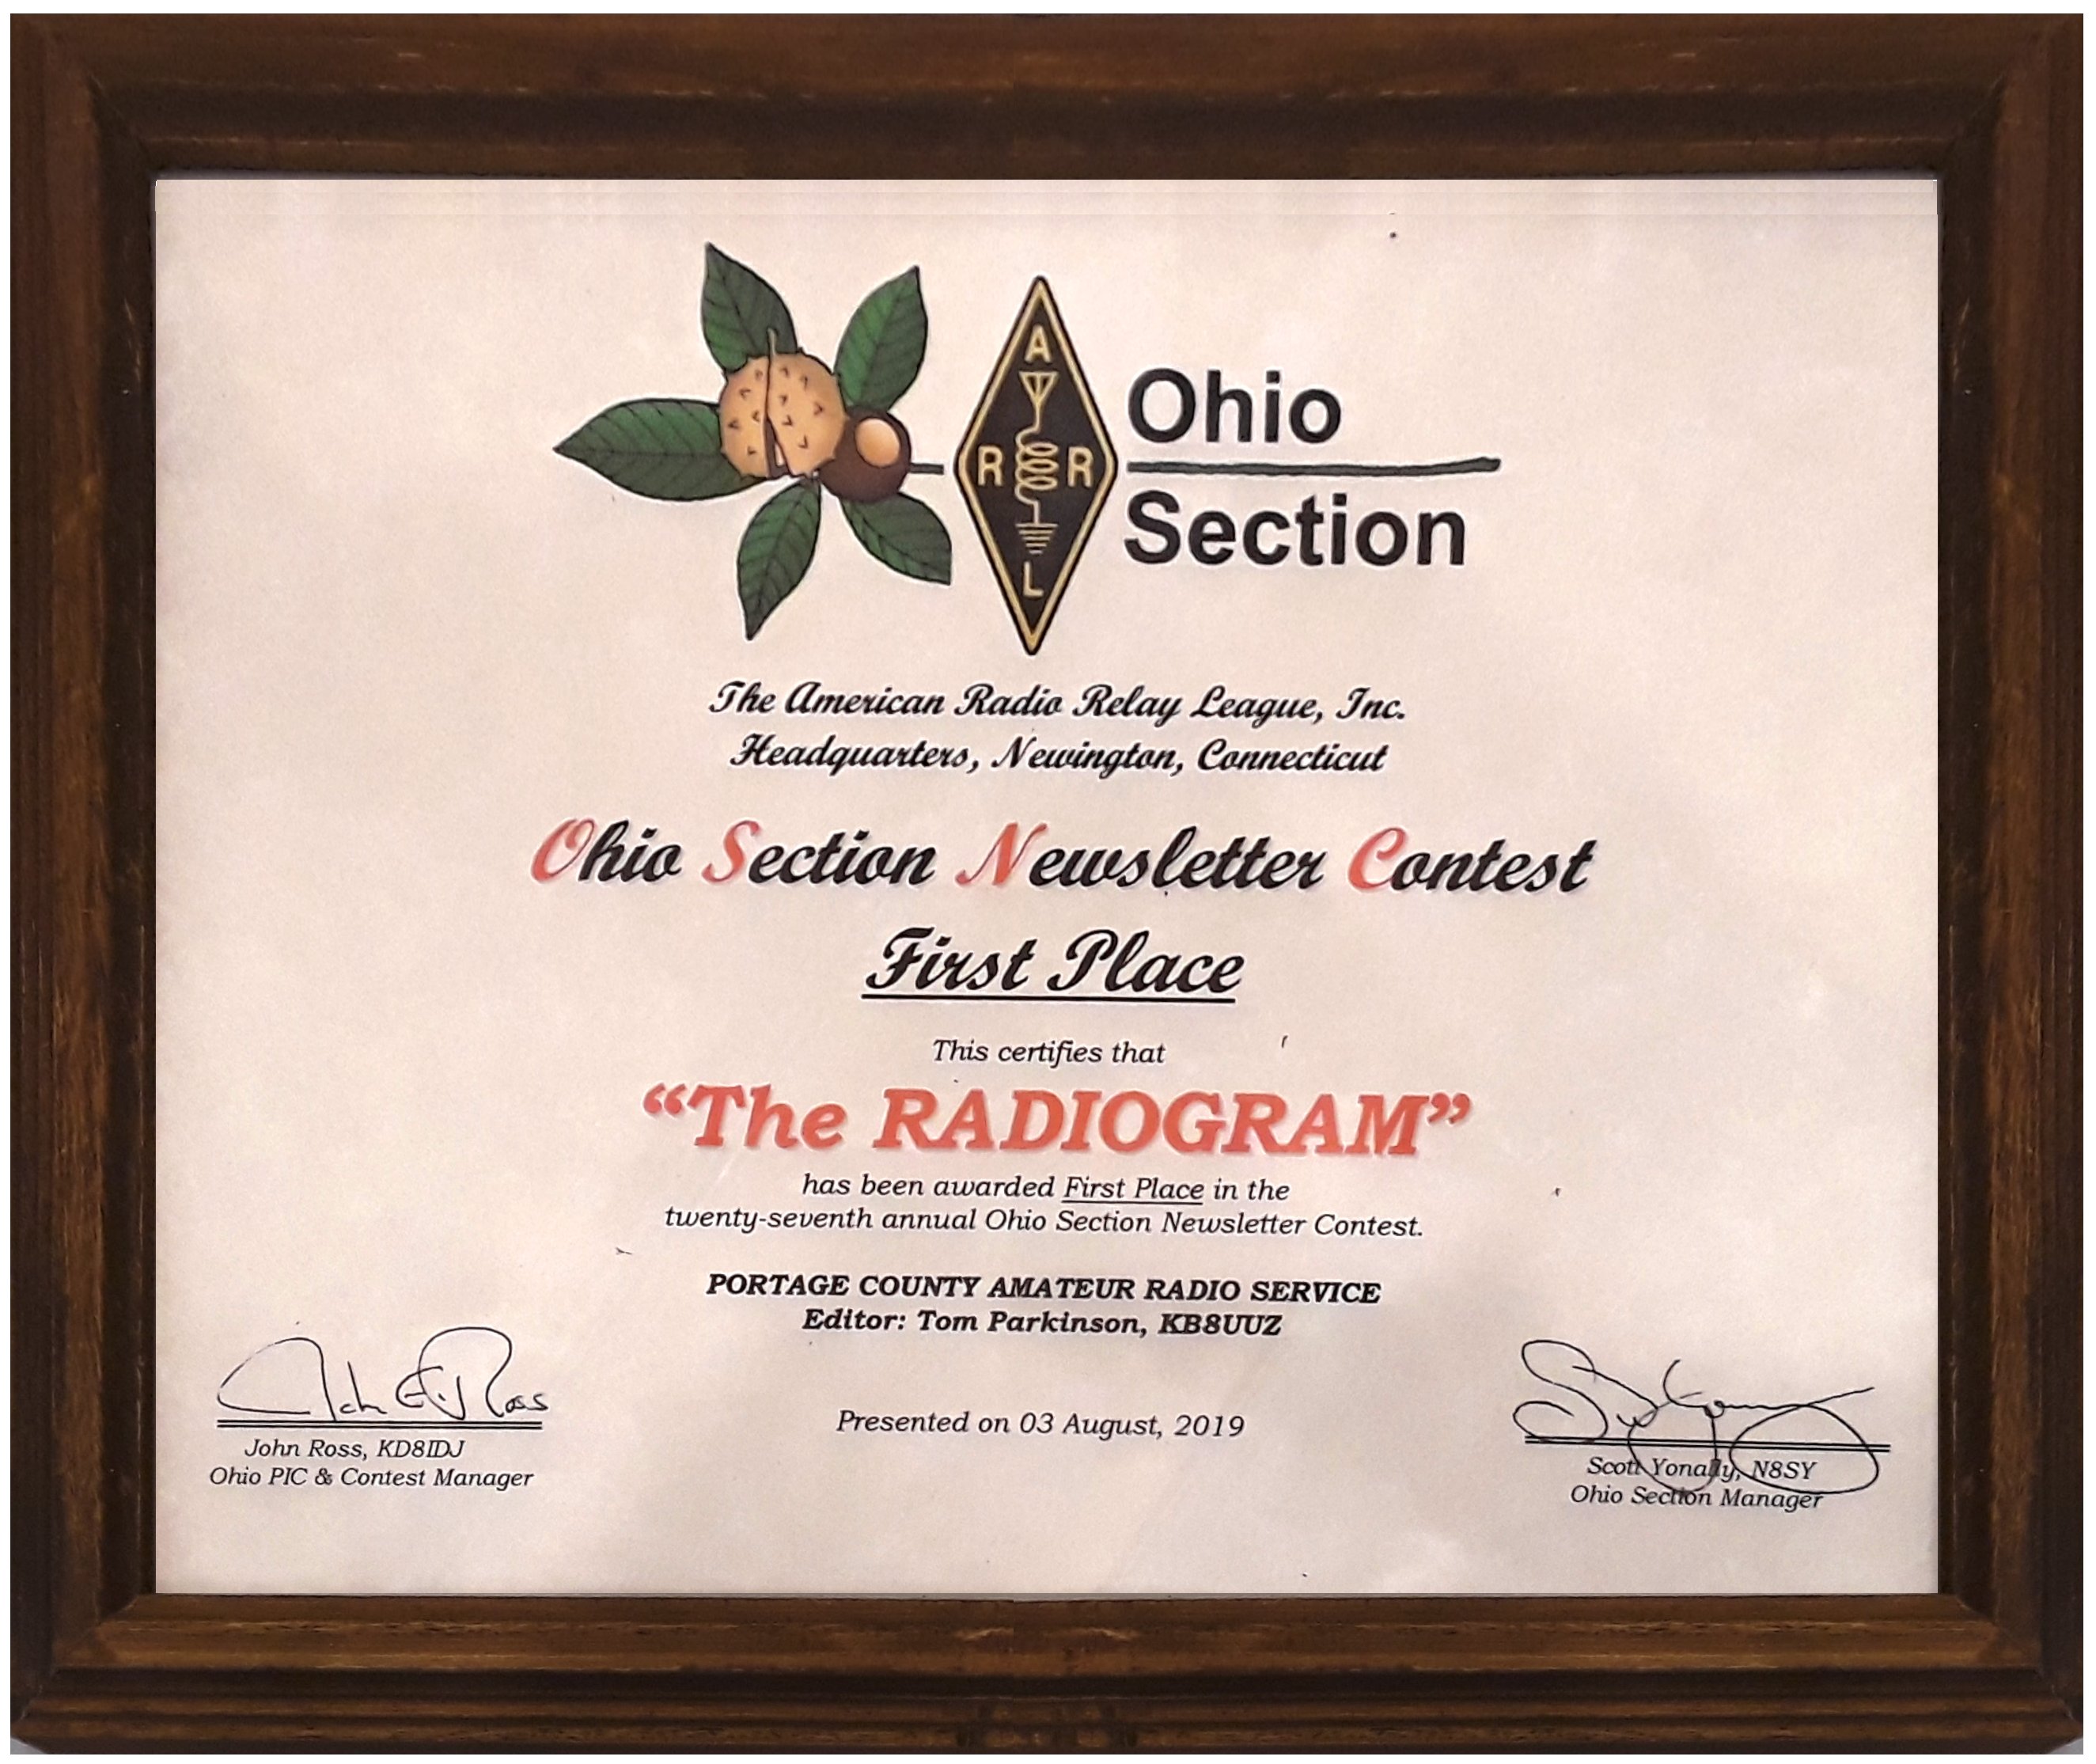 A
R R
L
Ohio
Section
The American Radio Relay League, Inc.
Headquarters, Newington, Connecticut
Ohio Section Newsletter Contest
First Place
This certifies that
“The RADIOGRAM”
has been awarded First Place in the
twenty-seventh annual Ohio Section Newsletter Contest.
PORTAGE COUNTY AMATEUR RADIO SERVICE
Editor: Tom Parkinson, KB8UUZ
John E. Ross
John Ross, KD8IDJ
Ohio PIC & Contest Manager
Presented on 03 August, 2019
Scott Yonally, N8SY
Ohio Section Manager